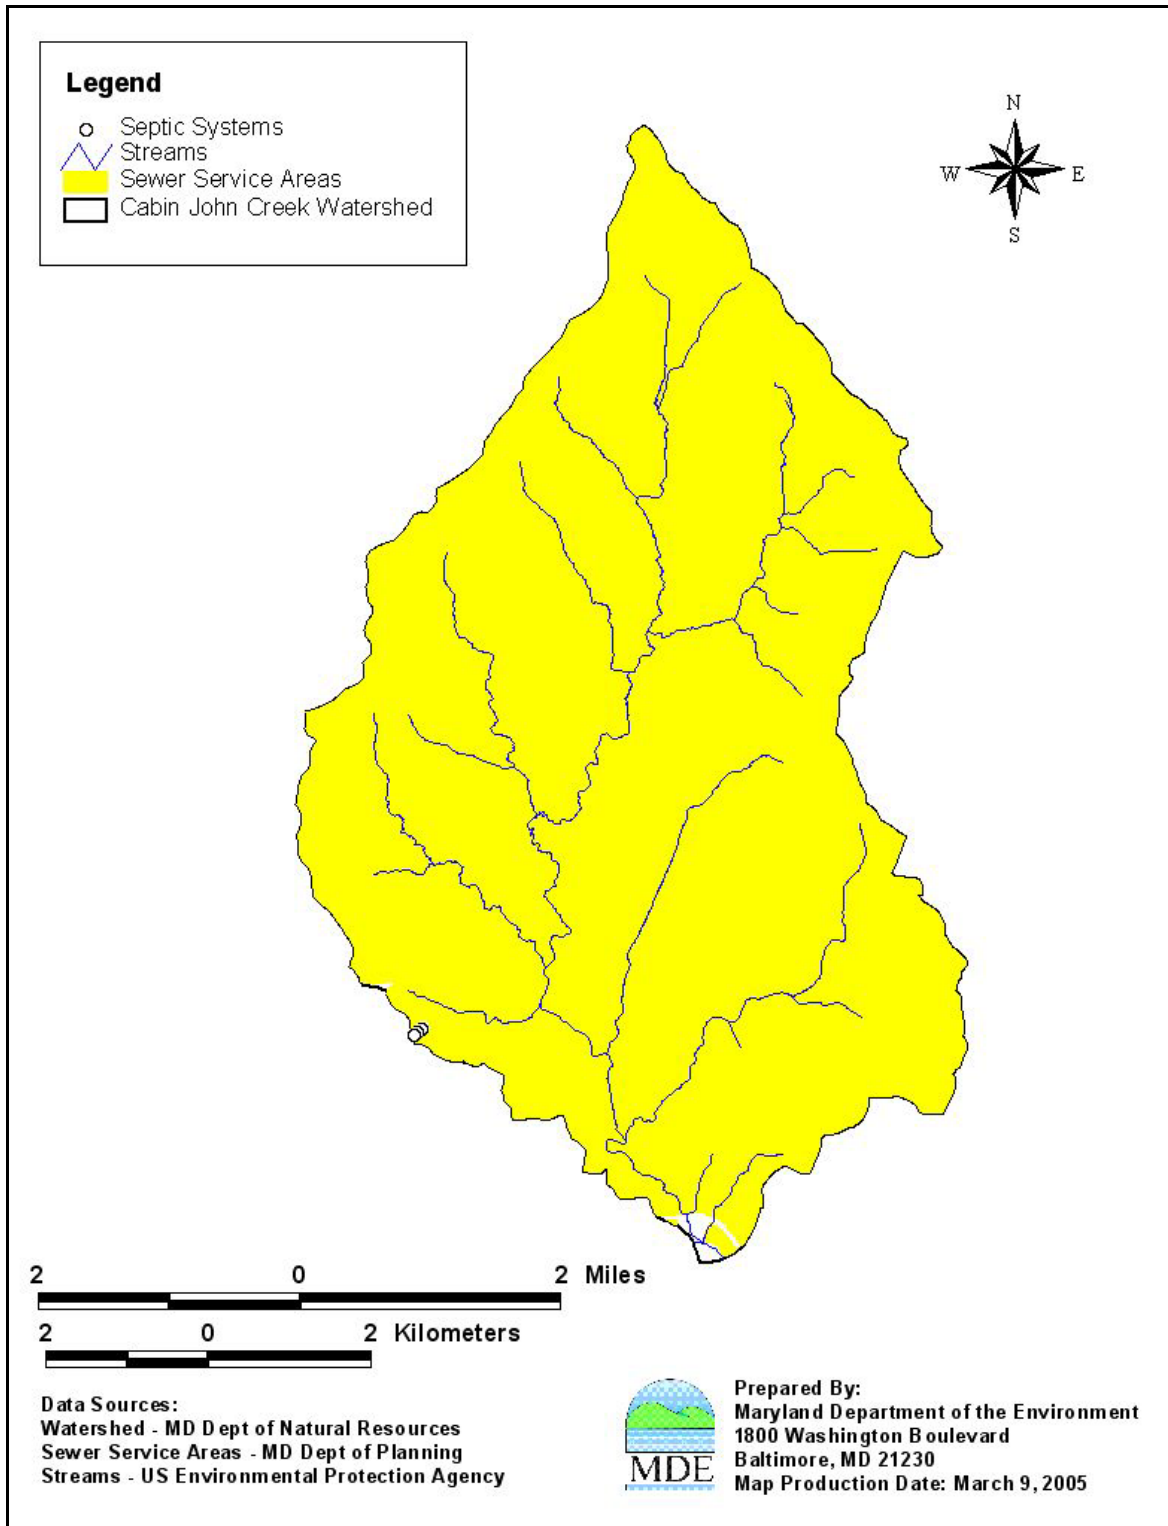 Legend
Septic Systems
Streams
Sewer Service Areas
Cabin John Creek Watershed
N
W
E
S
2 0 2 Miles
2 0 2 Kilometers
Data Sources:
Watershed - MD Dept of Natural Resources
Sewer Service Areas - MD Dept of Planning
Streams - US Environmental Protection Agency
MDE
Prepared By:
Maryland Department of the Environment
1800 Washington Boulevard
Baltimore, MD 21230
Map Production Date: March 9, 2005